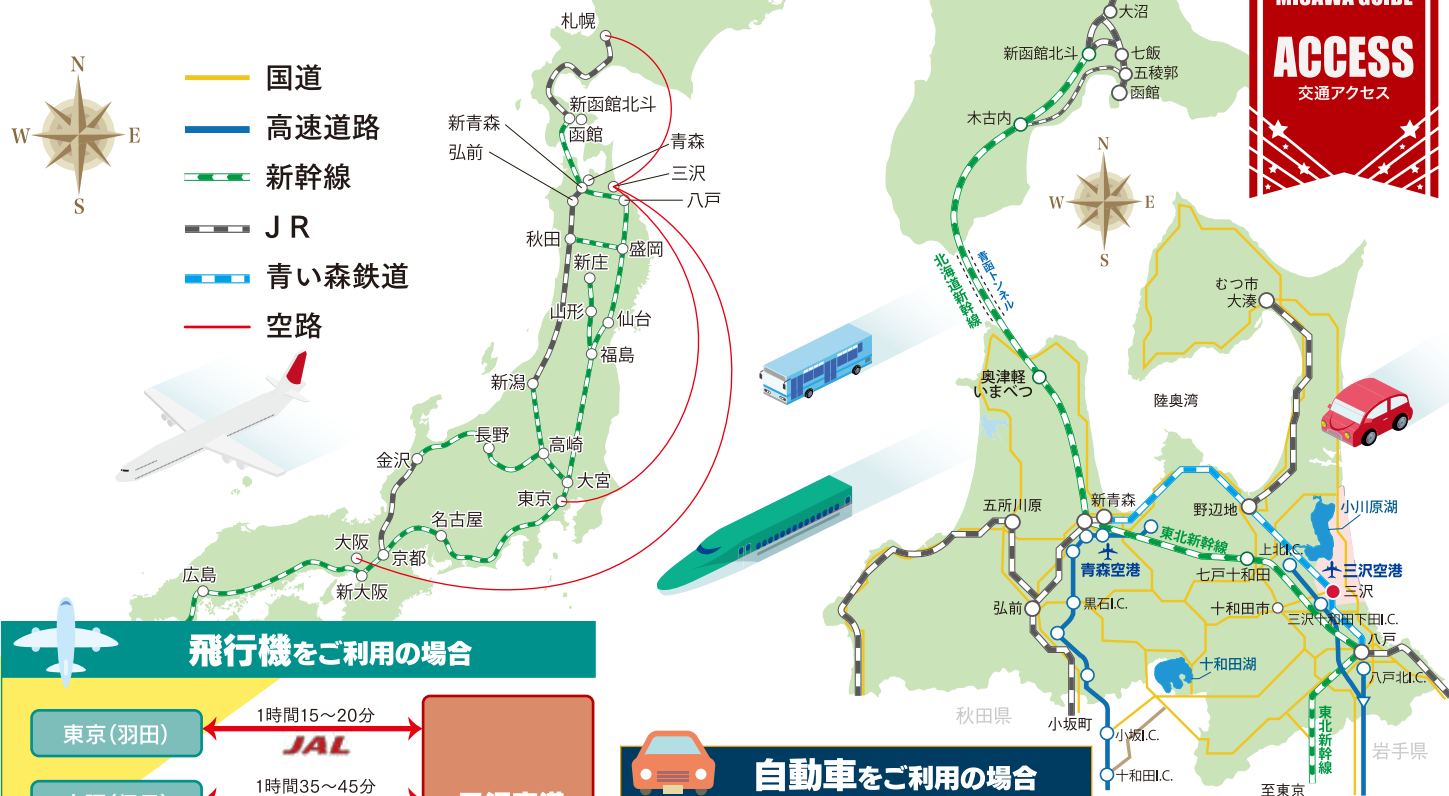 N
W
E
S
国道
高速道路
新幹線
JR
青い森鉄道
空路
札幌
新函館北斗
函館
新青森
弘前
青森
三沢
八戸
秋田
盛岡
新庄
山形
仙台
福島
新潟
長野
高崎
金沢
大宮
東京
名古屋
大阪
京都
新大阪
広島
MISAWA GUIDE
ACCESS
交通アクセス
大沼
新函館北斗
七飯
五稜郭
函館
木古内
N
W
E
S
北海道新幹線
青函トンネル
むつ市
大湊
奥津軽
いまべつ
陸奥湾
五所川原
新青森
野辺地
小川原湖
東北新幹線
上北I.C.
青森空港
七戸十和田
三沢空港
三沢
弘前
黒石I.C.
十和田市
三沢十和田下田I.C.
八戸
十和田湖
八戸北I.C.
秋田県
小坂町
小坂I.C.
東北新幹線
岩手県
十和田I.C.
至東京
飛行機をご利用の場合
東京(羽田)
1時間15〜20分
JAL
1時間35〜45分
自動車をご利用の場合